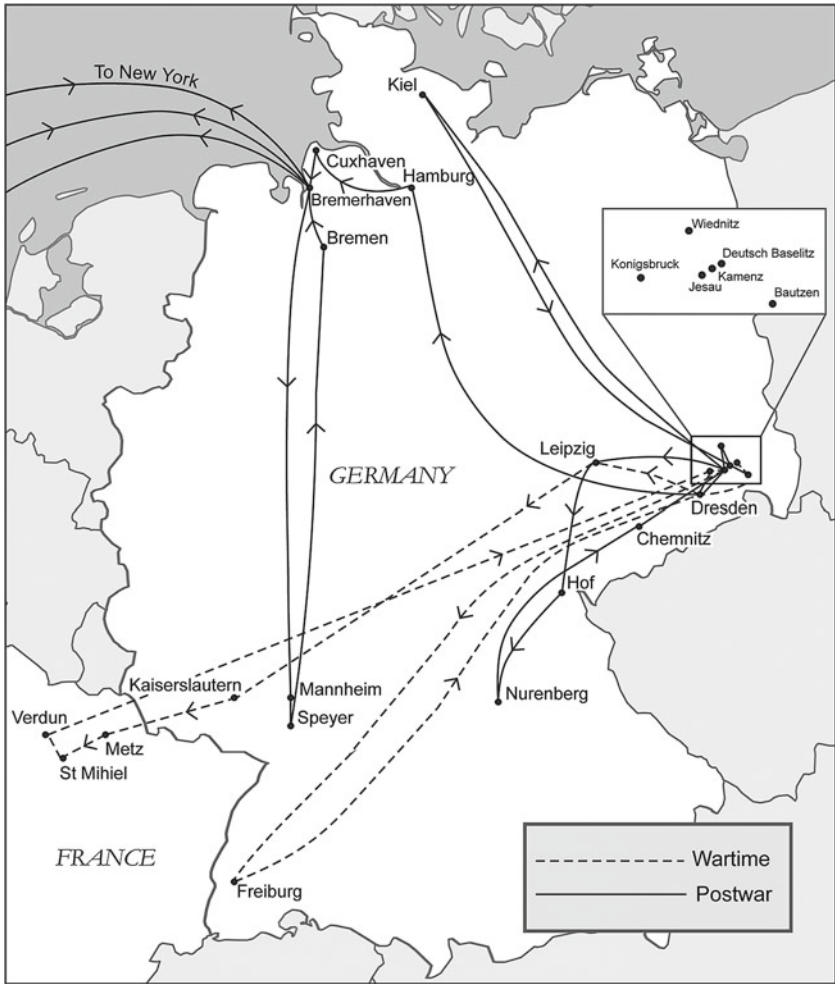 To New York
Kiel
Cuxhaven
Hamburg
Bremerhaven
Bremen
Wiednitz
Deutsch Baselitz
Konigsbruck
Kamenz
Jesau
Bautzen
Leipzig
GERMANY
Dresden
Chemnitz
Hof
Kaiserslautern
Mannheim
Nurenberg
Verdun
Speyer
Metz
St Mihiel
FRANCE
Freiburg
Wartime
Postwar